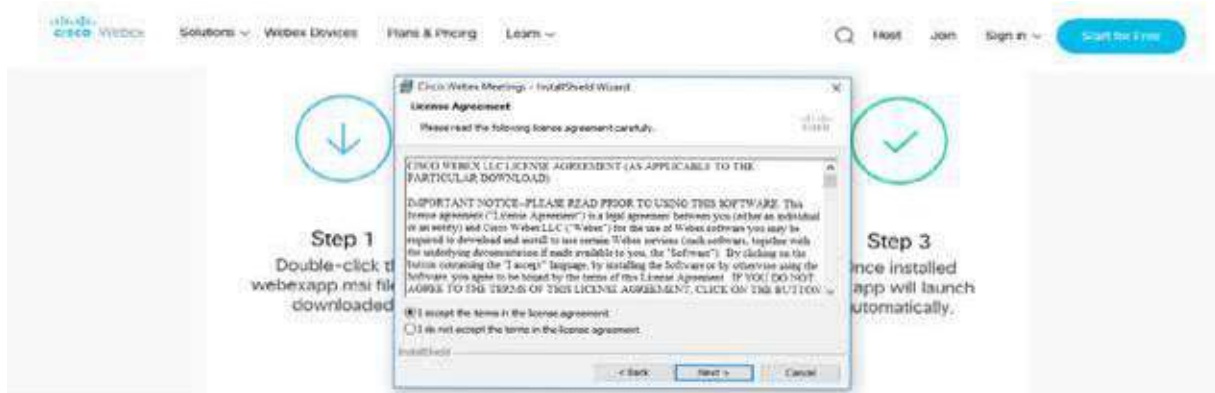 CISCO Webex Solutions Webex Devices Plans & Pricing Learn Host Join Sign in Start for Free
Cisco Webex Meetings - InstallShield Wizard
License Agreement
Please read the following license agreement carefully.
CISCO
CISCO WEBEX LLC LICENSE AGREEMENT (AS APPLICABLE TO THE
PARTICULAR DOWNLOAD)
IMPORTANT NOTICE--PLEASE READ PRIOR TO USING THIS SOFTWARE: This
license agreement ("License Agreement") is a legal agreement between you (either an individual
or an entity) and Cisco Webex LLC ("Webex") for the use of Webex software you may be
required to download and install to use certain Webex services (such software, together with
the underlying documentation if made available to you, the "Software"). By clicking on the
button containing the "I accept" language, by installing the Software or by otherwise using the
Software, you agree to be bound by the terms of this License Agreement. IF YOU DO NOT
AGREE TO THE TERMS OF THIS LICENSE AGREEMENT, CLICK ON THE BUTTON
I accept the terms in the license agreement
I do not accept the terms in the license agreement
InstallShield
< Back Next > Cancel
Step 1
Double-click
webexapp.msi
downloaded
Step 3
installed
app will launch
automatically.